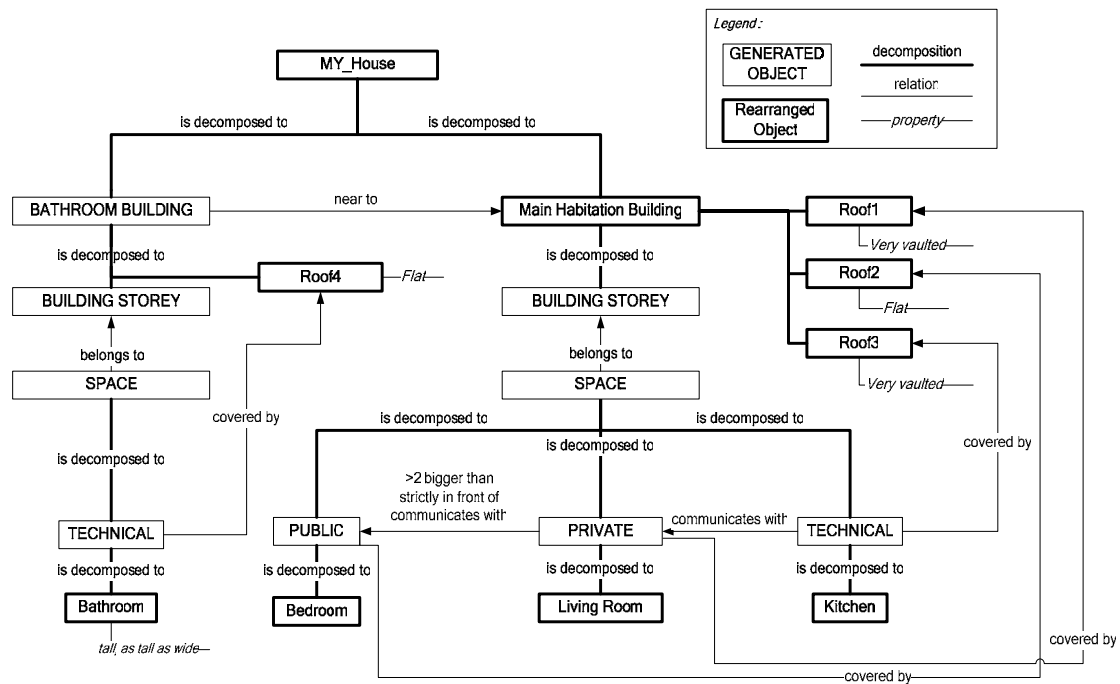 Legend:
GENERATED
OBJECT
decomposition
relation
Rearranged
Object
property
MY_House
is decomposed to
is decomposed to
BATHROOM BUILDING
near to
Main Habitation Building
Roof1
Very vaulted
is decomposed to
Roof4
Flat
is decomposed to
Roof2
Flat
BUILDING STOREY
BUILDING STOREY
Roof3
Very vaulted
belongs to
belongs to
SPACE
SPACE
covered by
is decomposed to
is decomposed to
is decomposed to
covered by
is decomposed to
>2 bigger than
strictly in front of
communicates with
communicates with
TECHNICAL
PUBLIC
PRIVATE
TECHNICAL
is decomposed to
is decomposed to
is decomposed to
is decomposed to
Bathroom
Bedroom
Living Room
Kitchen
tall, as tall as wide
covered by
covered by